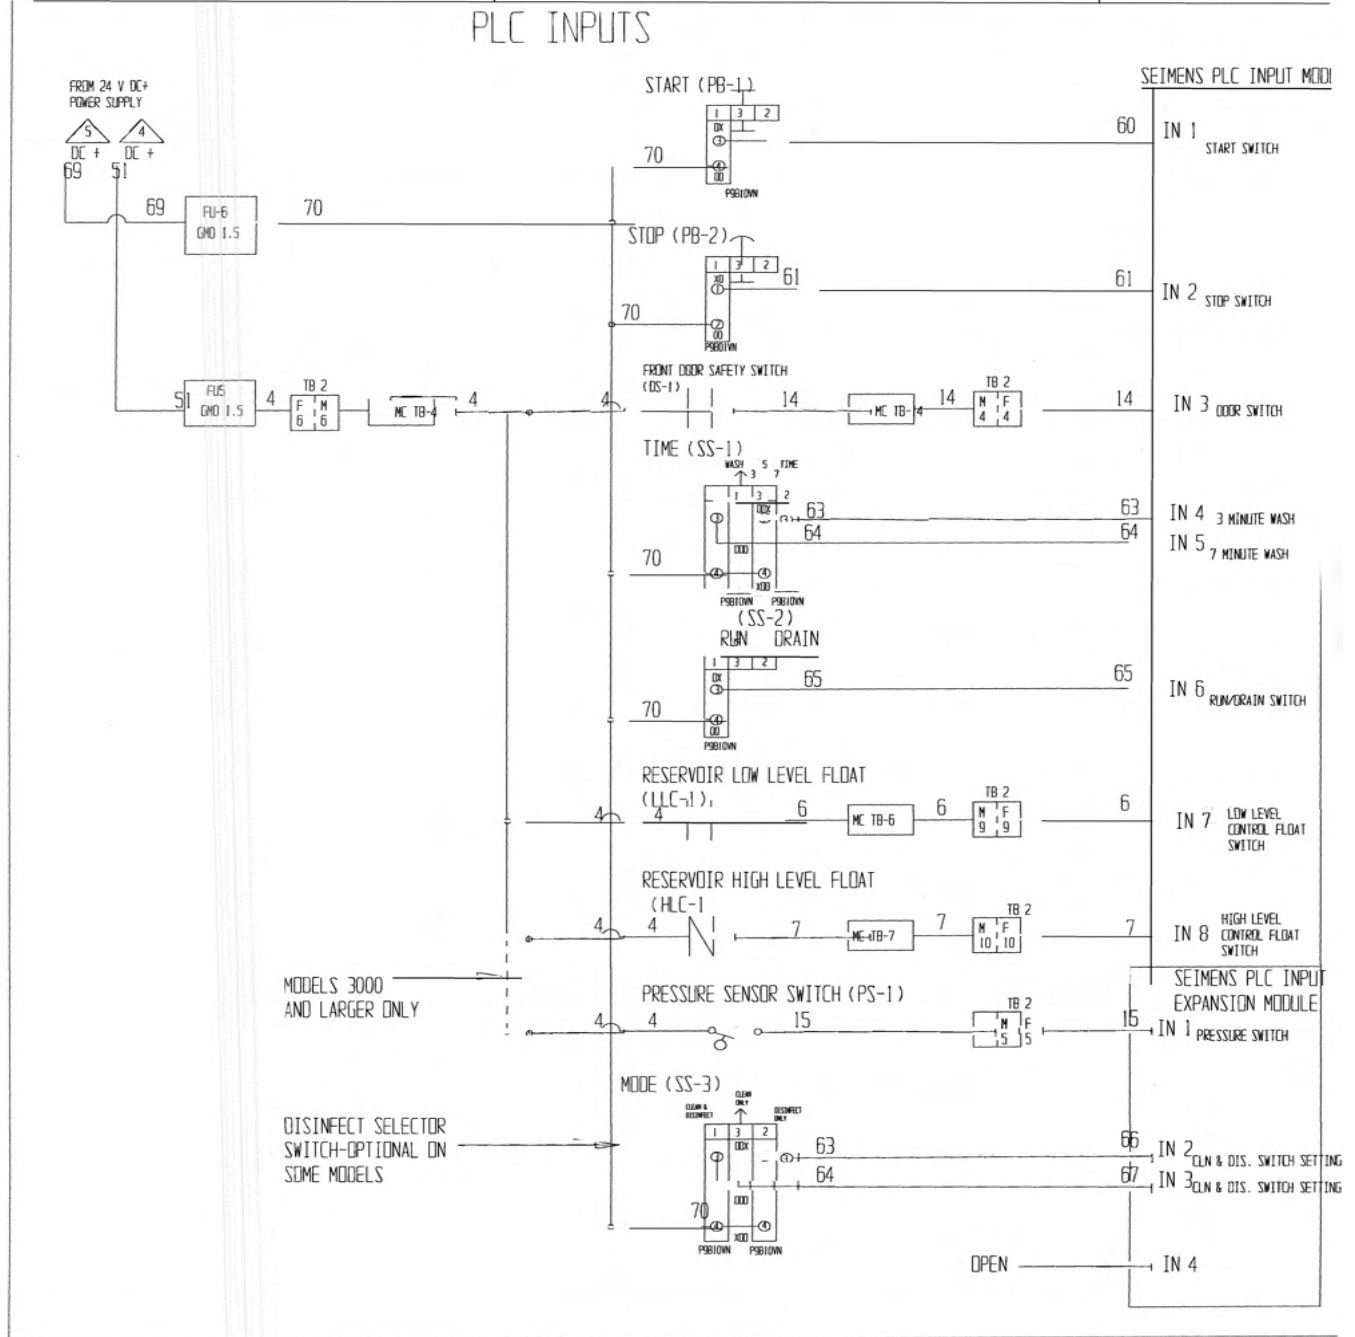 PLC INPUTS
FROM 24 V DC+
POWER SUPPLY
5 4
DC + DC +
69 51
69 FU-6 70
GMD 1.5
START (PB-1)
1 3 2
OX
3
70 4
OO
P9B10VN
SEIMENS PLC INPUT MODU
60 IN 1
START SWITCH
STOP (PB-2)
1 3 2
XO
1 61
70 2
OO
P9B01VN
61 IN 2 STOP SWITCH
51 FU5
GMD 1.5
4 TB 2
F M
6 6
MC TB-4 4
4 FRONT DOOR SAFETY SWITCH
(DS-1)
14 MC TB-14 14 TB 2
M F
4 4
14 IN 3 DOOR SWITCH
TIME (SS-1)
WASH 5 TIME
3 7
1 3 2
OOX
3 3 63
64
OOO
70 4 4
XOO
P9B10VN P9B10VN
63 IN 4 3 MINUTE WASH
64 IN 5 7 MINUTE WASH
(SS-2)
RUN DRAIN
1 3 2
OX
3 65
70 4
OO
P9B10VN
65 IN 6 RUN/DRAIN SWITCH
RESERVOIR LOW LEVEL FLOAT
(LLC-1)
4 4 6 MC TB-6 6 TB 2
M F
9 9
6 IN 7 LOW LEVEL
CONTROL FLOAT
SWITCH
RESERVOIR HIGH LEVEL FLOAT
(HLC-1
4 4 7 MC TB-7 7 TB 2
M F
10 10
7 IN 8 HIGH LEVEL
CONTROL FLOAT
SWITCH
MODELS 3000
AND LARGER ONLY
SEIMENS PLC INPUT
EXPANSION MODULE
PRESSURE SENSOR SWITCH (PS-1)
4 4 15 TB 2
M F
5 5
15 IN 1 PRESSURE SWITCH
MODE (SS-3)
CLEAN &
DISINFECT
CLEAN
ONLY
DISINFECT
ONLY
1 3 2
OOX
3 3 63
64
OOO
70 4 4
XOO
P9B10VN P9B10VN
DISINFECT SELECTOR
SWITCH-OPTIONAL ON
SOME MODELS
66 IN 2 CLN & DIS. SWITCH SETTING
67 IN 3 CLN & DIS. SWITCH SETTING
OPEN IN 4